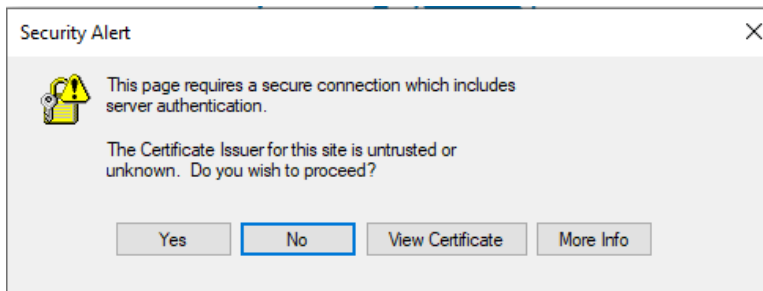 Security Alert
This page requires a secure connection which includes
server authentication.
The Certificate Issuer for this site is untrusted or
unknown. Do you wish to proceed?
Yes
No
View Certificate
More Info